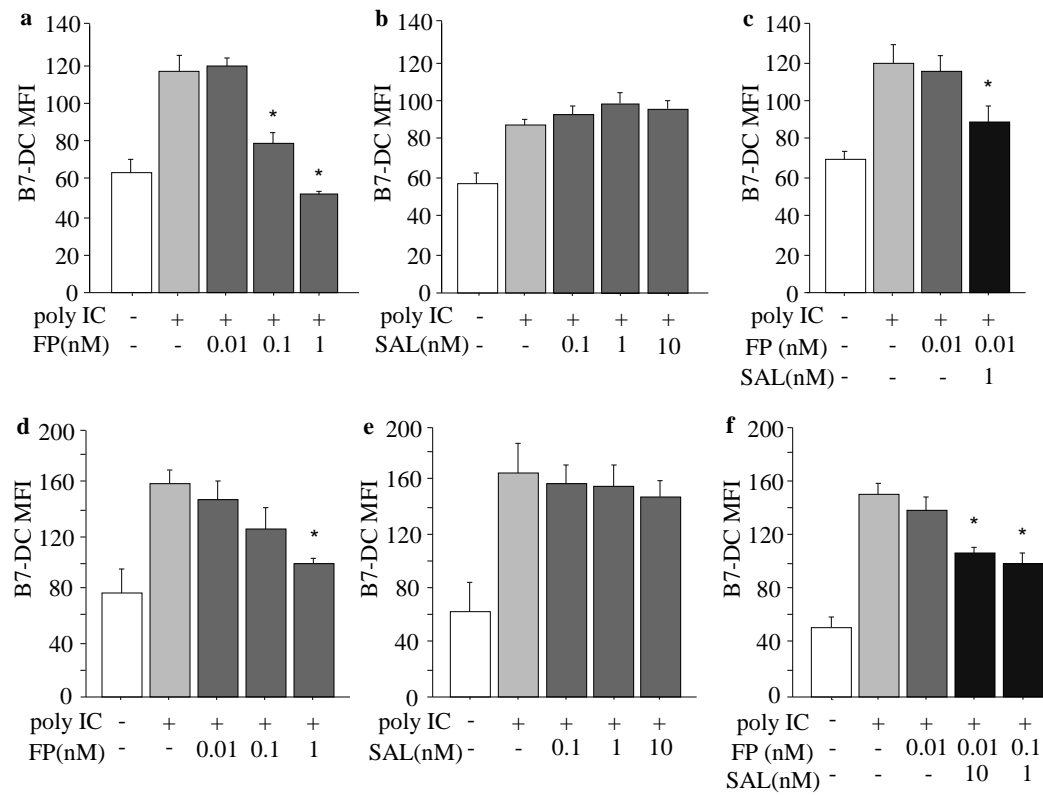 a
B7-DC MFI
140
120
100
80
60
40
20
0
poly IC - + + + +
FP(nM) - - 0.01 0.1 1
* *
b
B7-DC MFI
140
120
100
80
60
40
20
0
poly IC - + + + +
SAL(nM) - - 0.1 1 10
c
B7-DC MFI
140
120
100
80
60
40
20
0
*
poly IC - + + +
FP (nM) - - 0.01 0.01
SAL(nM) - - - 1
d
B7-DC MFI
200
160
120
80
40
0
*
poly IC - + + + +
FP(nM) - - 0.01 0.1 1
e
B7-DC MFI
200
160
120
80
40
0
poly IC - + + + +
SAL(nM) - - 0.1 1 10
f
B7-DC MFI
200
160
120
80
40
0
* *
poly IC - + + + +
FP (nM) - - 0.01 0.01 0.1
SAL(nM) - - - 10 1